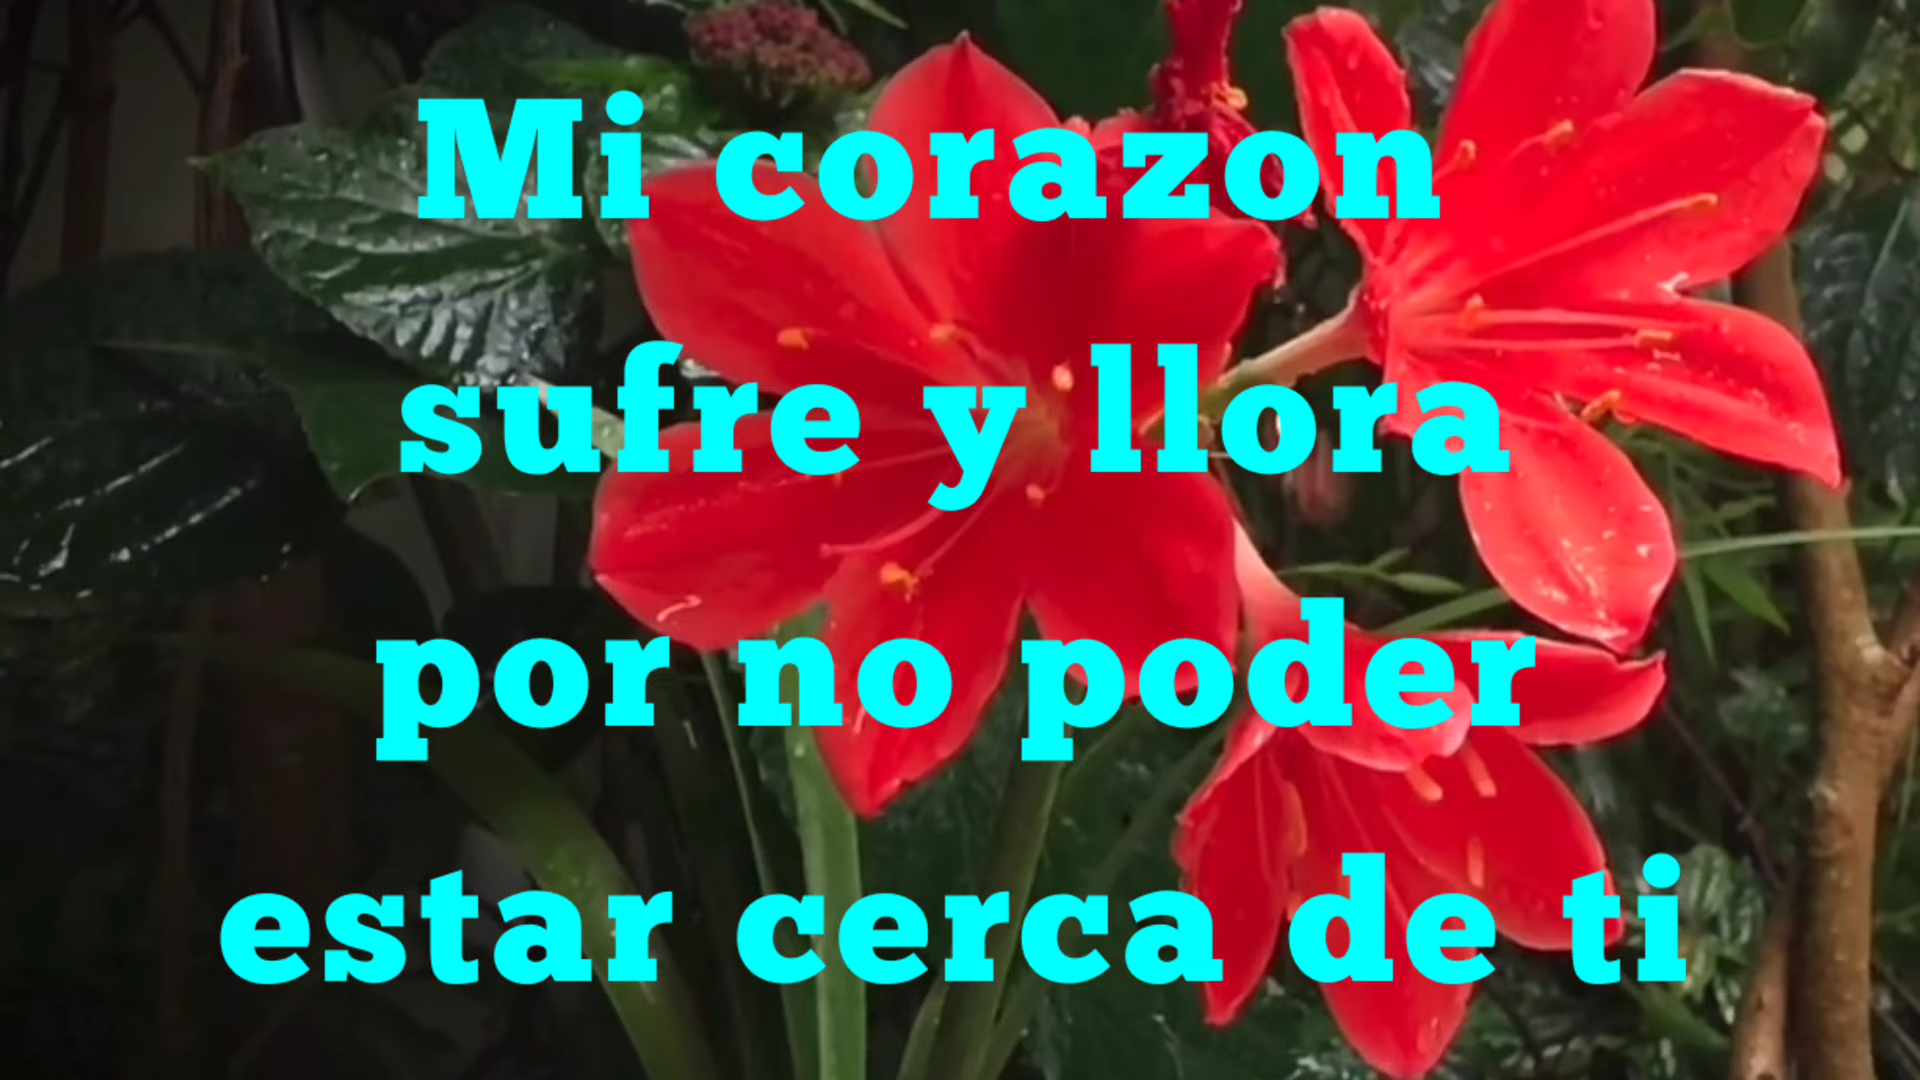 Mi corazon
sufre y llora
por no poder
estar cerca de ti